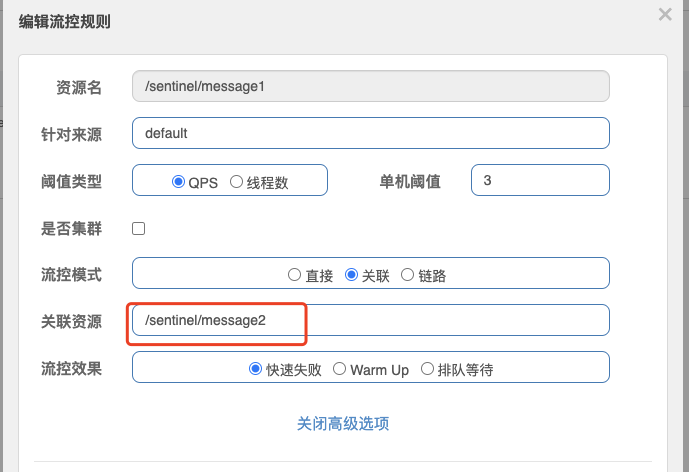 编辑流控规则 ×
资源名 /sentinel/message1
针对来源 default
阈值类型 QPS 线程数 单机阈值 3
是否集群
流控模式 直接 关联 链路
关联资源 /sentinel/message2
流控效果 快速失败 Warm Up 排队等待
关闭高级选项